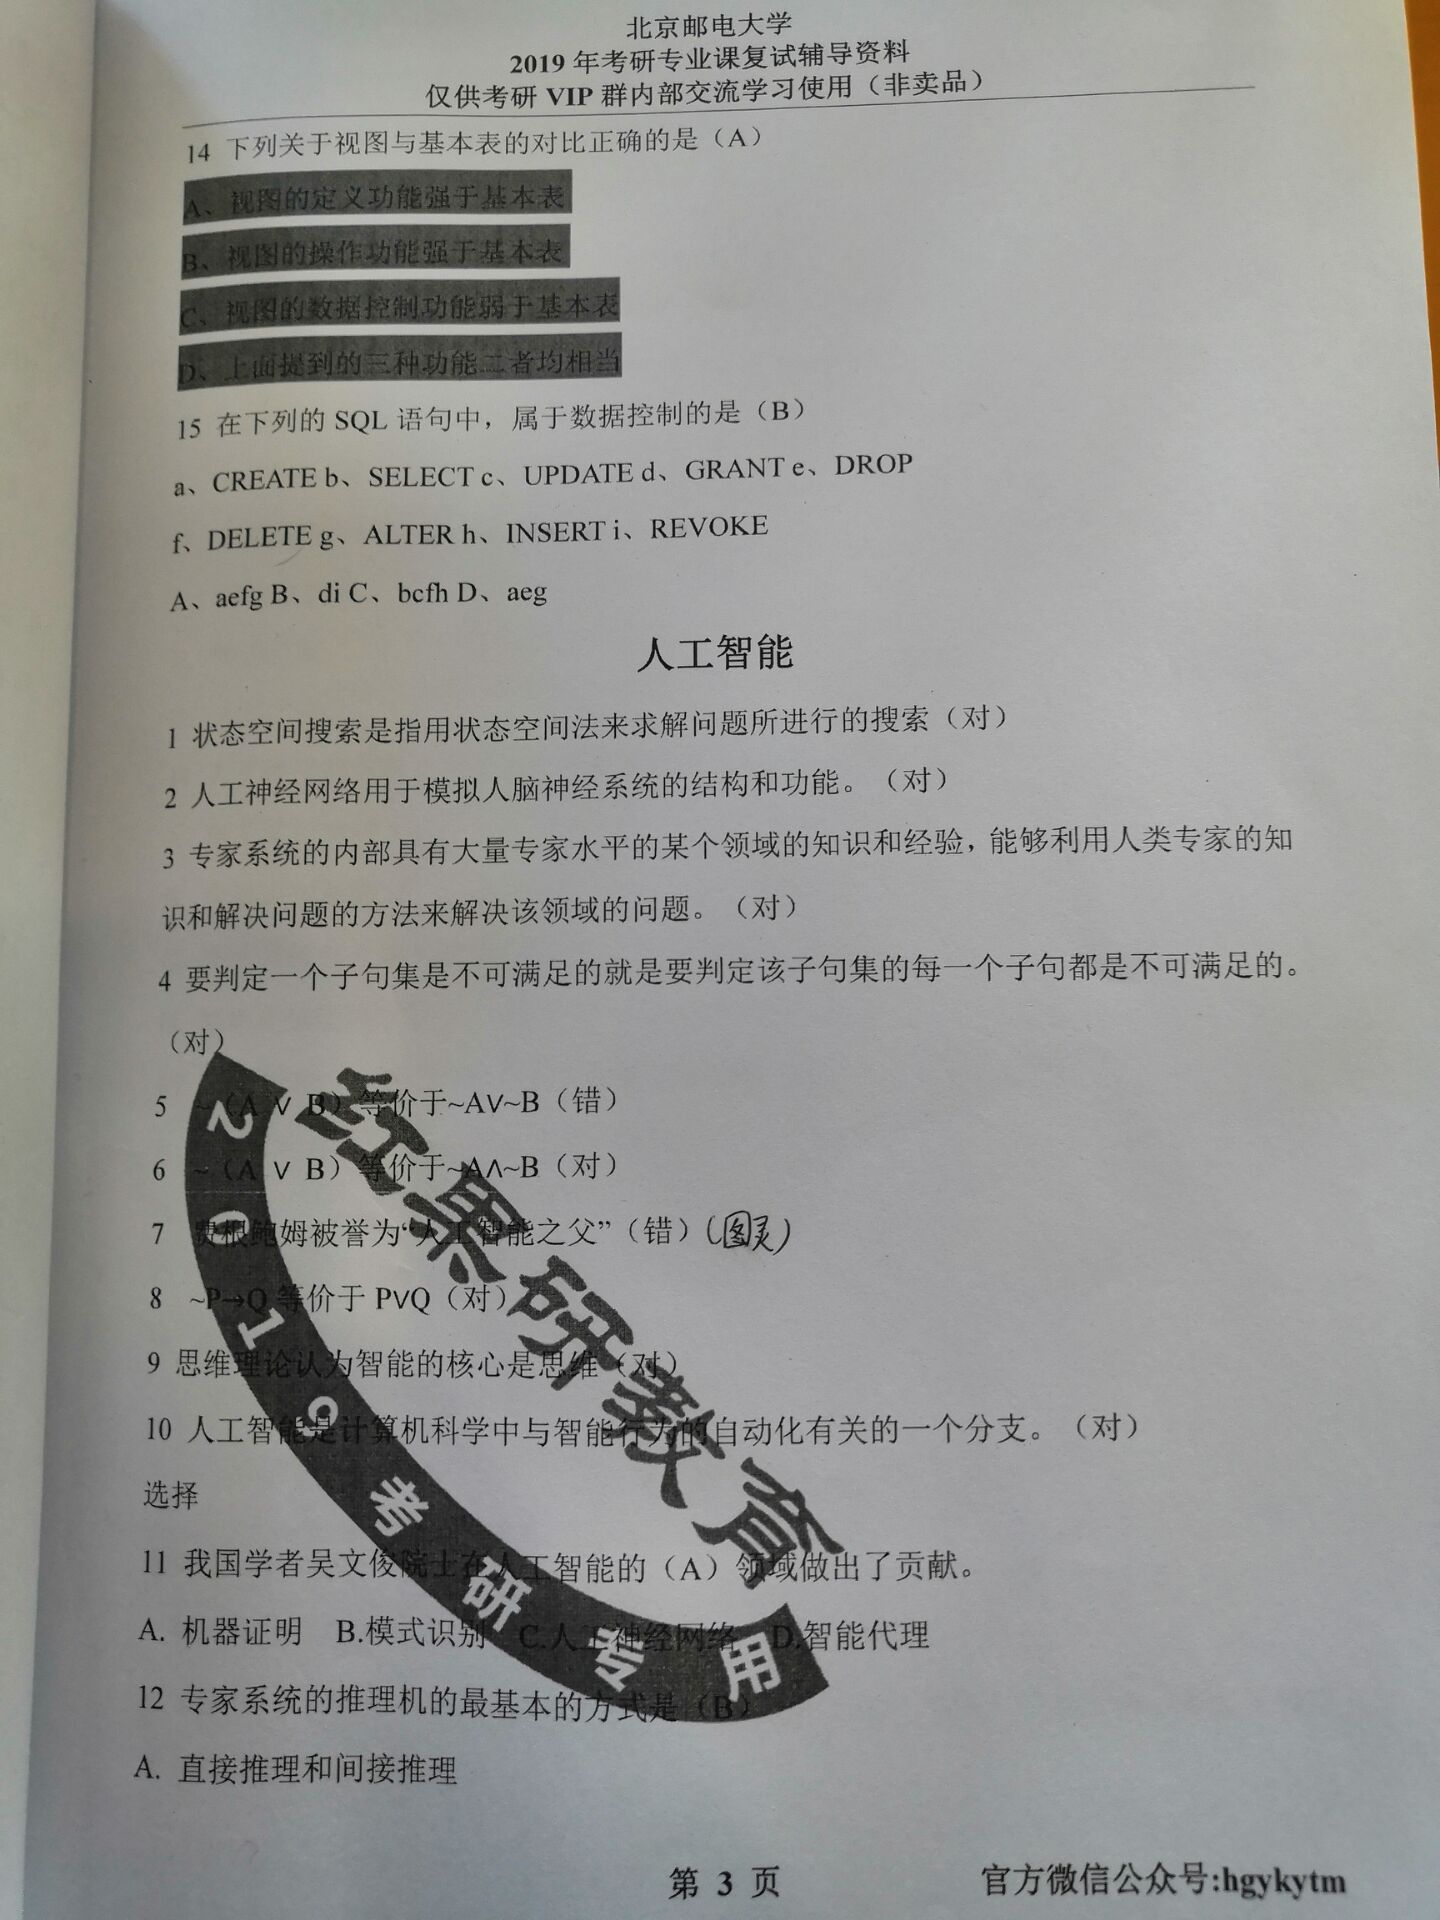 北京邮电大学
2019 年考研专业课复试辅导资料
仅供考研 VIP 群内部交流学习使用（非卖品）
14 下列关于视图与基本表的对比正确的是（A）
A、视图的定义功能强于基本表
B、视图的操作功能强于基本表
C、视图的数据控制功能弱于基本表
D、上面提到的三种功能二者均相当
15 在下列的 SQL 语句中，属于数据控制的是（B）
a、CREATE b、SELECT c、UPDATE d、GRANT e、DROP
f、DELETE g、ALTER h、INSERT i、REVOKE
A、aefg B、di C、bcfh D、aeg
人工智能
1 状态空间搜索是指用状态空间法来求解问题所进行的搜索（对）
2 人工神经网络用于模拟人脑神经系统的结构和功能。（对）
3 专家系统的内部具有大量专家水平的某个领域的知识和经验，能够利用人类专家的知
识和解决问题的方法来解决该领域的问题。（对）
4 要判定一个子句集是不可满足的就是要判定该子句集的每一个子句都是不可满足的。
（对）
5 ~（A ∨ B）等价于~A∨~B（错）
6 ~（A ∨ B）等价于~A∧~B（对）
7 费根鲍姆被誉为“人工智能之父”（错）(图灵)
8 ~P→Q 等价于 P∨Q（对）
9 思维理论认为智能的核心是思维（对）
10 人工智能是计算机科学中与智能行为的自动化有关的一个分支。（对）
选择
11 我国学者吴文俊院士在人工智能的（A）领域做出了贡献。
A. 机器证明 B.模式识别 C.人工神经网络 D.智能代理
12 专家系统的推理机的最基本的方式是（B）
A. 直接推理和间接推理
红果研教育
2019考研专用
第 3 页
官方微信公众号:hgykytm